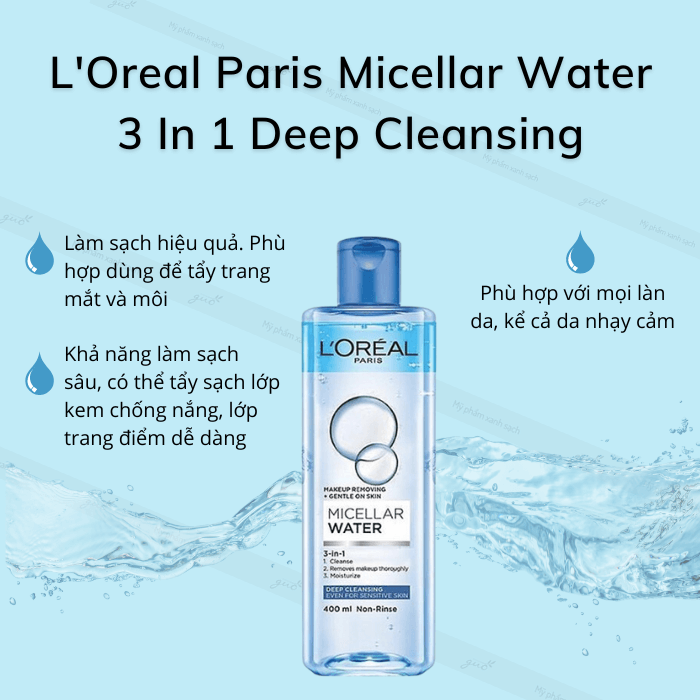 L'Oreal Paris Micellar Water
3 In 1 Deep Cleansing
Làm sạch hiệu quả. Phù
hợp dùng để tẩy trang
mắt và môi
Khả năng làm sạch
sâu, có thể tẩy sạch lớp
kem chống nắng, lớp
trang điểm dễ dàng
Phù hợp với mọi làn
da, kể cả da nhạy cảm
L'ORÉAL
PARIS
MAKEUP REMOVING
+ GENTLE ON SKIN
MICELLAR
WATER
3-in-1
1. Cleanse
2. Removes makeup thoroughly
3. Moisturize
DEEP CLEANSING
EVEN FOR SENSITIVE SKIN
400 ml Non-Rinse
Mỹ phẩm xanh sạch